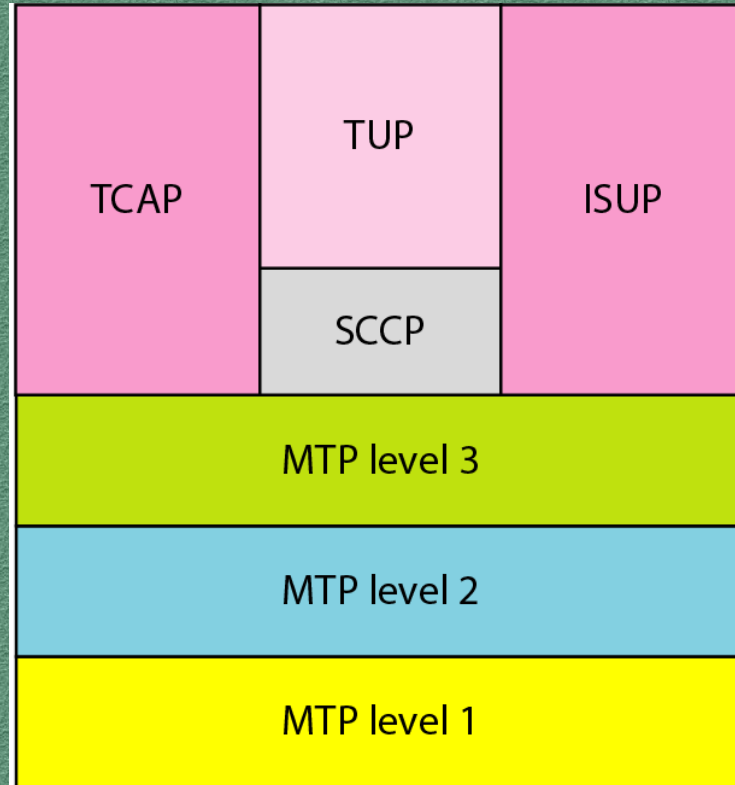 TUP
TCAP
ISUP
SCCP
MTP level 3
MTP level 2
MTP level 1